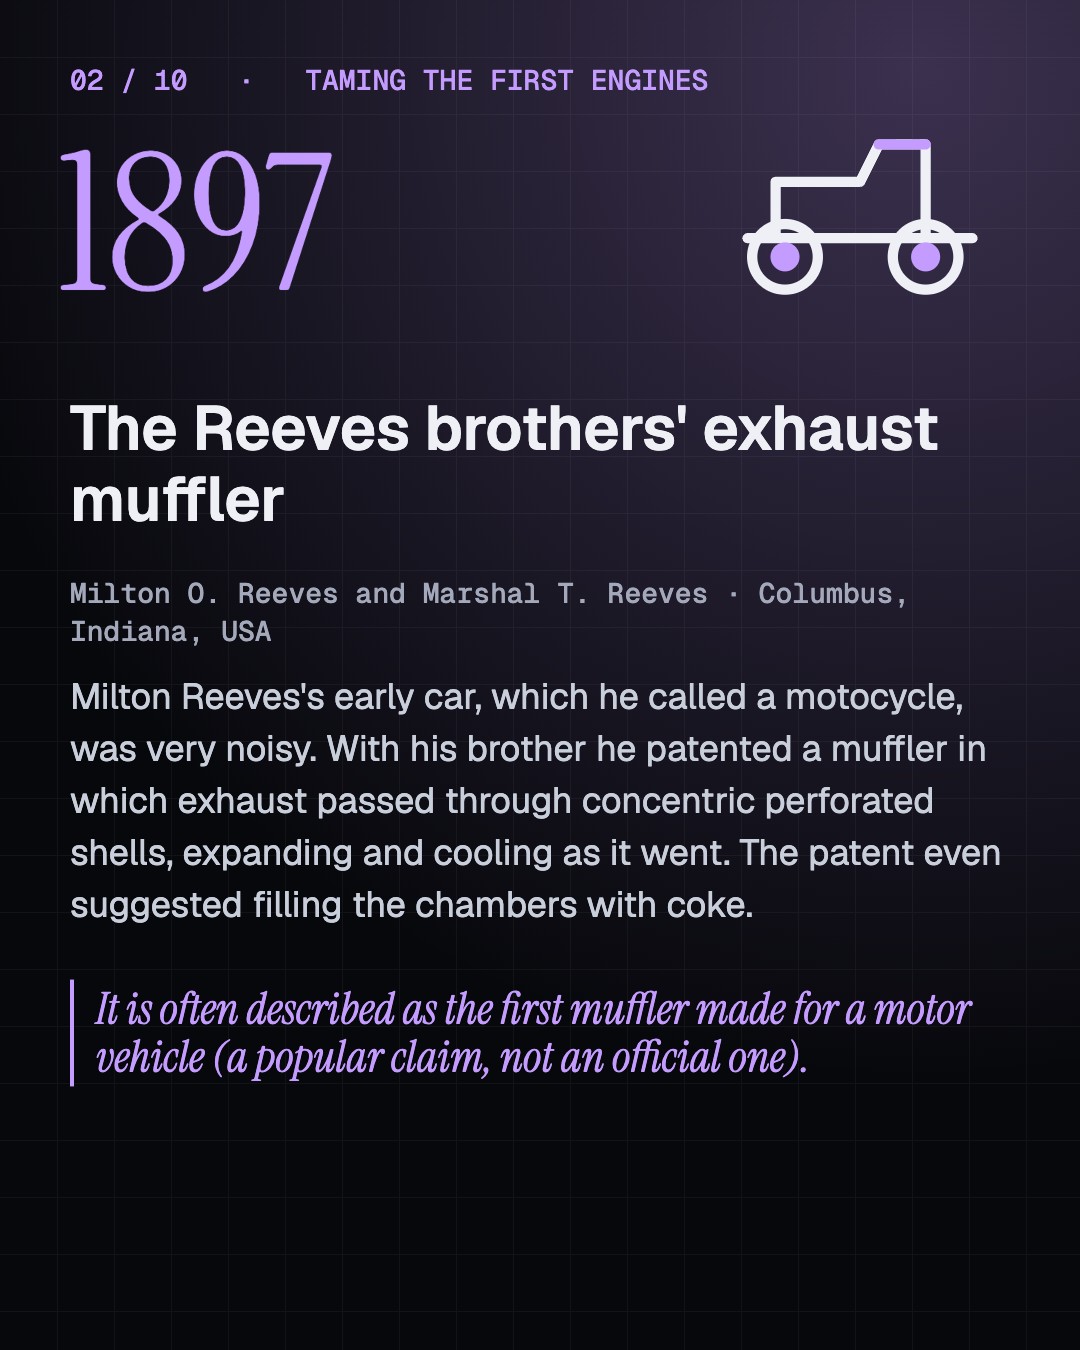 02 / 10 · TAMING THE FIRST ENGINES
1897
The Reeves brothers' exhaust
muffler
Milton O. Reeves and Marshal T. Reeves · Columbus,
Indiana, USA
Milton Reeves's early car, which he called a motocycle,
was very noisy. With his brother he patented a muffler in
which exhaust passed through concentric perforated
shells, expanding and cooling as it went. The patent even
suggested filling the chambers with coke.
It is often described as the first muffler made for a motor
vehicle (a popular claim, not an official one).